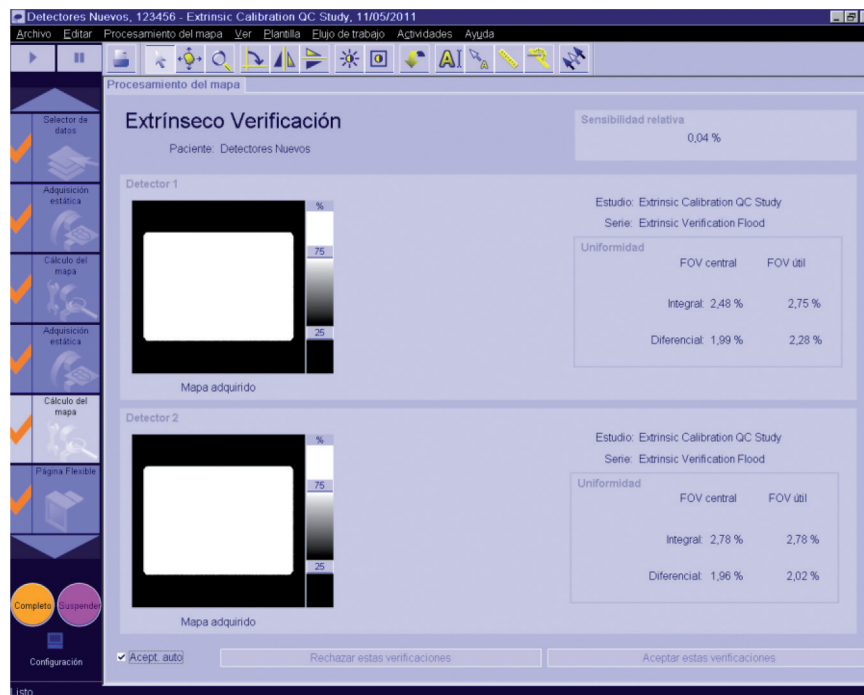 Detectores Nuevos, 123456 - Extrinsic Calibration QC Study, 11/05/2011
Archivo Editar Procesamiento del mapa Ver Plantilla Flujo de trabajo Actividades Ayuda
Procesamiento del mapa
Selector de
datos
Adquisición
estática
Cálculo del
mapa
Adquisición
estática
Cálculo del
mapa
Página Flexible
Completo
Suspender
Configuración
Listo
Extrínseco Verificación
Paciente: Detectores Nuevos
Sensibilidad relativa
0,04 %
Detector 1
%
75
25
Mapa adquirido
Estudio: Extrinsic Calibration QC Study
Serie: Extrinsic Verification Flood
Uniformidad
FOV central FOV útil
Integral: 2,48 % 2,75 %
Diferencial: 1,99 % 2,28 %
Detector 2
%
75
25
Mapa adquirido
Estudio: Extrinsic Calibration QC Study
Serie: Extrinsic Verification Flood
Uniformidad
FOV central FOV útil
Integral: 2,78 % 2,78 %
Diferencial: 1,96 % 2,02 %
Acept. auto
Rechazar estas verificaciones
Aceptar estas verificaciones